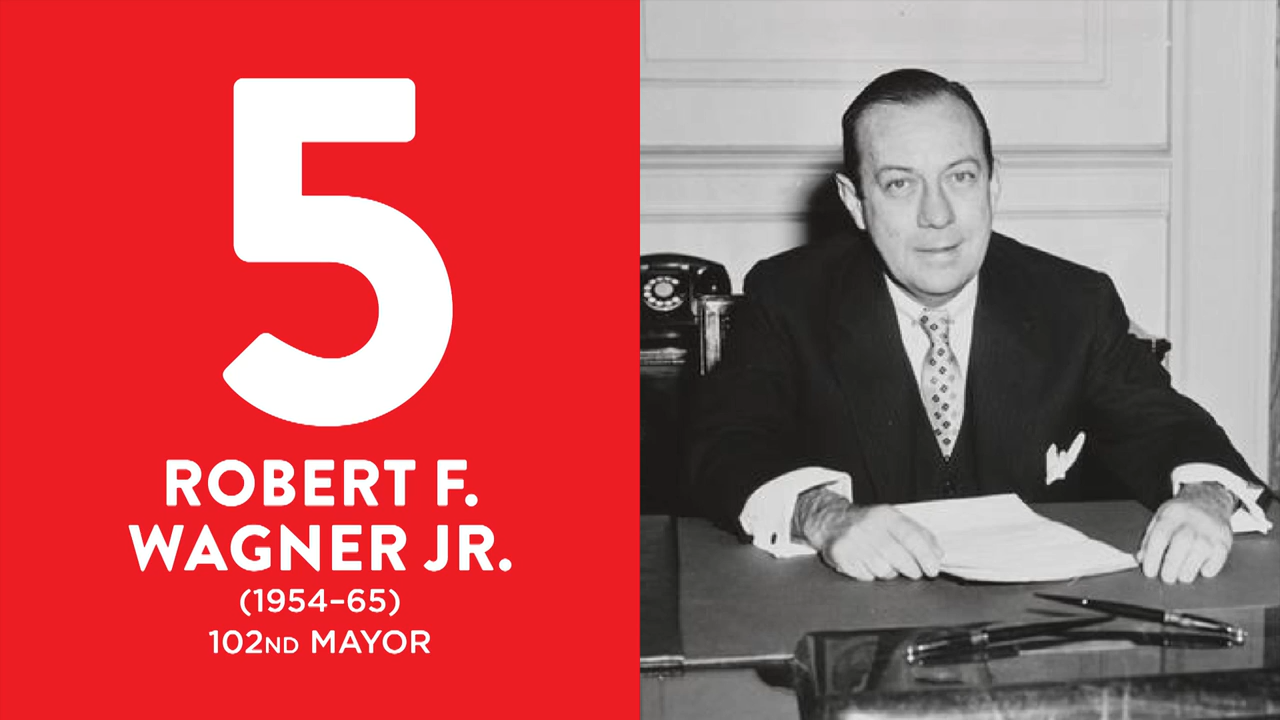 5
ROBERT F.
WAGNER JR.
(1954–65)
102ND MAYOR